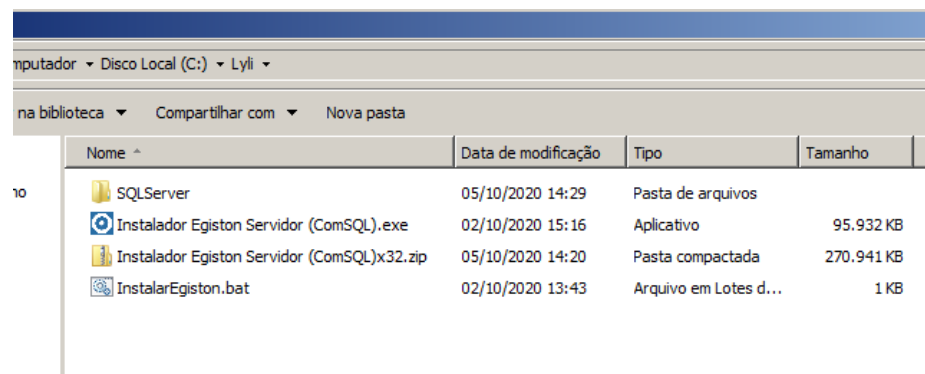 mputador Disco Local (C:) Lyli
na biblioteca Compartilhar com Nova pasta
Nome Data de modificação Tipo Tamanho
no SQLServer 05/10/2020 14:29 Pasta de arquivos
Instalador Egiston Servidor (ComSQL).exe 02/10/2020 15:16 Aplicativo 95.932 KB
Instalador Egiston Servidor (ComSQL)x32.zip 05/10/2020 14:20 Pasta compactada 270.941 KB
InstalarEgiston.bat 02/10/2020 13:43 Arquivo em Lotes d... 1 KB